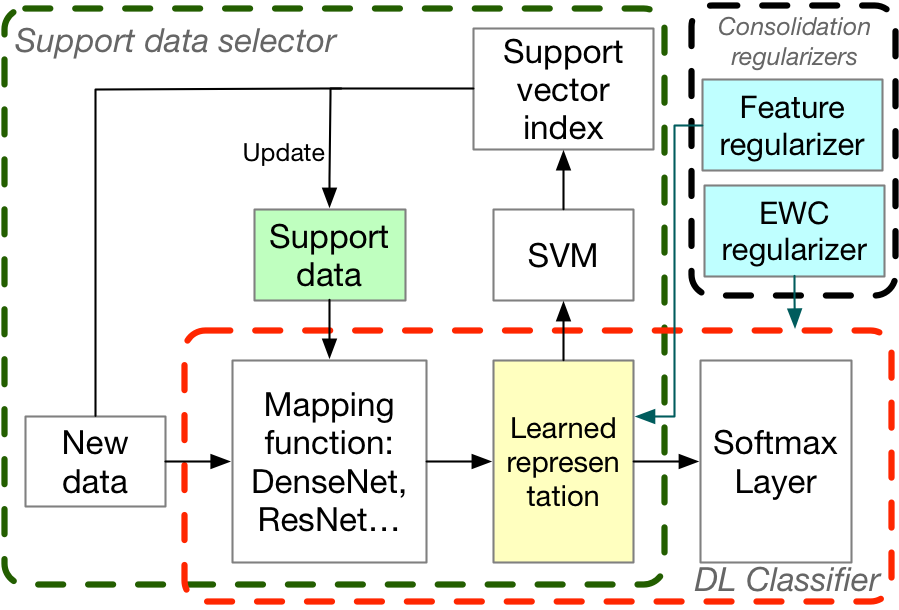 Support data selector
Support
vector
index
Consolidation
regularizers
Feature
regularizer
Update
Support
data
SVM
EWC
regularizer
New
data
Mapping
function:
DenseNet,
ResNet…
Learned
represen
tation
Softmax
Layer
DL Classifier